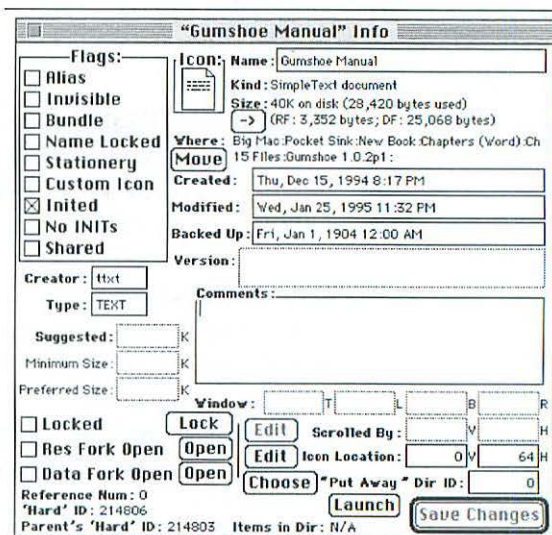 "Gumshoe Manual" Info
Flags:
Alias
Invisible
Bundle
Name Locked
Stationery
Custom Icon
Inited
No INITs
Shared
Creator: ttxt
Type: TEXT
Suggested: K
Minimum Size: K
Preferred Size: K
Icon:
Name: Gumshoe Manual
Kind: SimpleText document
Size: 40K on disk (28,420 bytes used)
-> (RF: 3,352 bytes; DF: 25,068 bytes)
Where: Big Mac:Pocket Sink:New Book:Chapters (Word):Ch
Move 15 Files:Gumshoe 1.0.2p1:
Created: Thu, Dec 15, 1994 8:17 PM
Modified: Wed, Jan 25, 1995 11:32 PM
Backed Up: Fri, Jan 1, 1904 12:00 AM
Version:
Comments:
Window: T L B R
Locked Lock
Res Fork Open Open
Data Fork Open Open
Edit Scrolled By: V H
Edit Icon Location: 0 V 64 H
Choose "Put Away" Dir ID: 0
Reference Num: 0
'Hard' ID: 214806
Parent's 'Hard' ID: 214803 Items in Dir: N/A
Launch
Save Changes